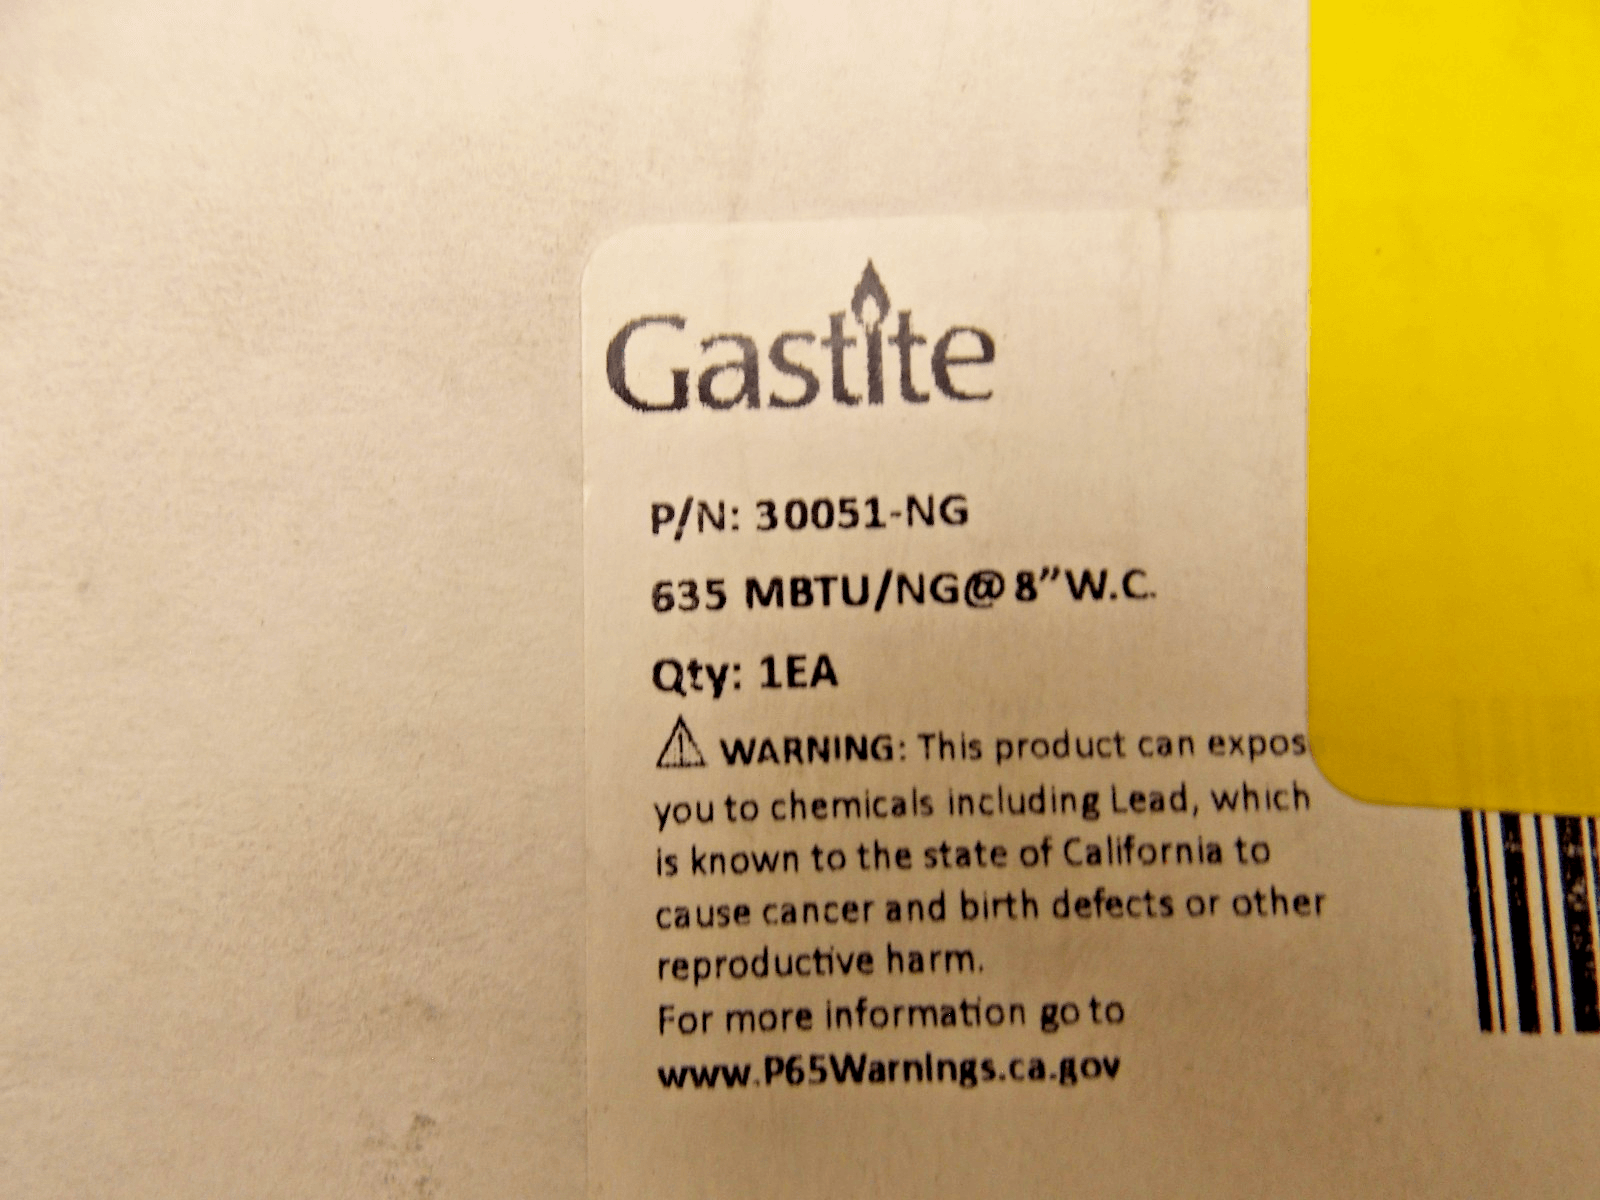 Gastite
P/N: 30051-NG
635 MBTU/NG@ 8”W.C.
Qty: 1EA
WARNING: This product can expose
you to chemicals including Lead, which
is known to the state of California to
cause cancer and birth defects or other
reproductive harm.
For more information go to
www.P65Warnings.ca.gov